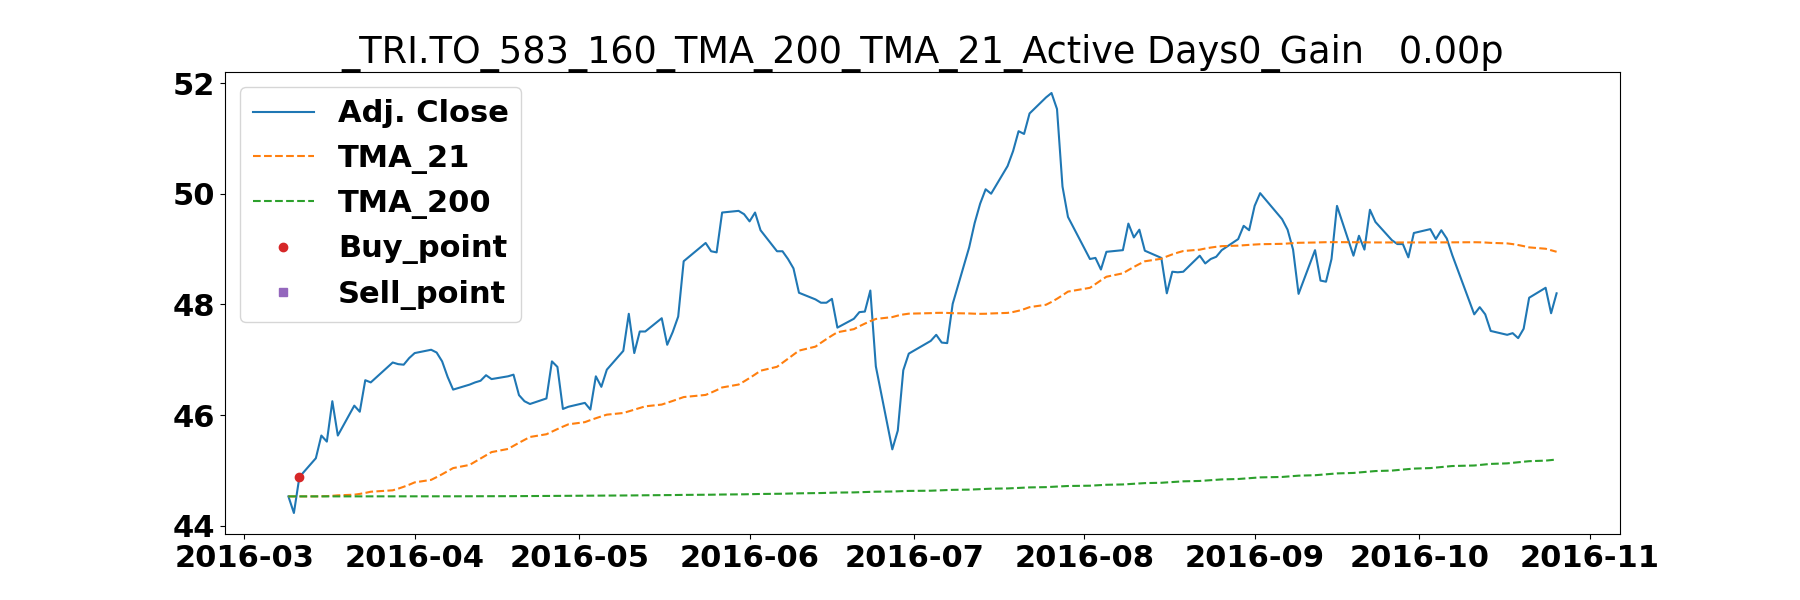 _TRI.TO_583_160_TMA_200_TMA_21_Active Days0_Gain   0.00p
52
50
48
46
44
Adj. Close
TMA_21
TMA_200
Buy_point
Sell_point
2016-03 2016-04 2016-05 2016-06 2016-07 2016-08 2016-09 2016-10 2016-11